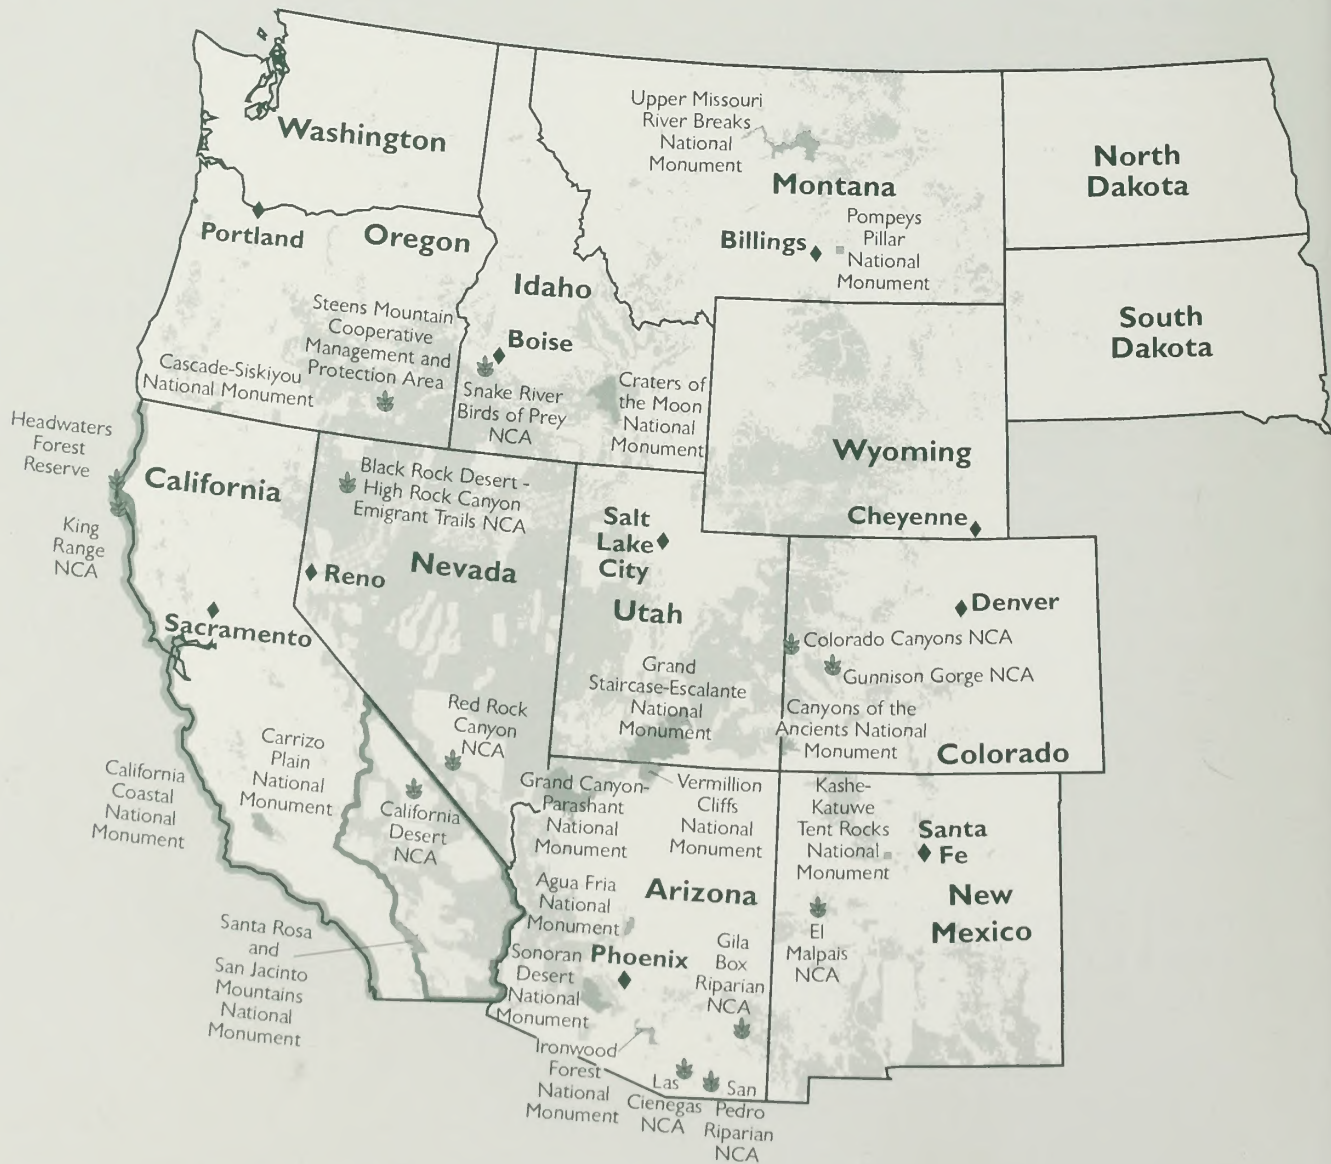 Washington
Portland
Oregon
Steens Mountain
Cooperative
Management and
Protection Area
Cascade-Siskiyou
National Monument
Idaho
Boise
Snake River
Birds of Prey
NCA
Craters of
the Moon
National
Monument
Upper Missouri
River Breaks
National
Monument
Montana
Billings
Pompeys
Pillar
National
Monument
North
Dakota
South
Dakota
Wyoming
Cheyenne
Headwaters
Forest
Reserve
King
Range
NCA
California
Sacramento
California
Coastal
National
Monument
Carrizo
Plain
National
Monument
California
Desert
NCA
Santa Rosa
and
San Jacinto
Mountains
National
Monument
Black Rock Desert -
High Rock Canyon
Emigrant Trails NCA
Reno
Nevada
Red Rock
Canyon
NCA
Salt
Lake
City
Utah
Grand
Staircase-Escalante
National
Monument
Denver
Colorado Canyons NCA
Gunnison Gorge NCA
Canyons of the
Ancients National
Monument
Colorado
Grand Canyon-
Parashant
National
Monument
Vermillion
Cliffs
National
Monument
Agua Fria
National
Monument
Arizona
Phoenix
Sonoran
Desert
National
Monument
Gila
Box
Riparian
NCA
Ironwood
Forest
National
Monument
Las
Cienegas
NCA
San
Pedro
Riparian
NCA
Kashe-
Katuwe
Tent Rocks
National
Monument
Santa
Fe
New
Mexico
El
Malpais
NCA